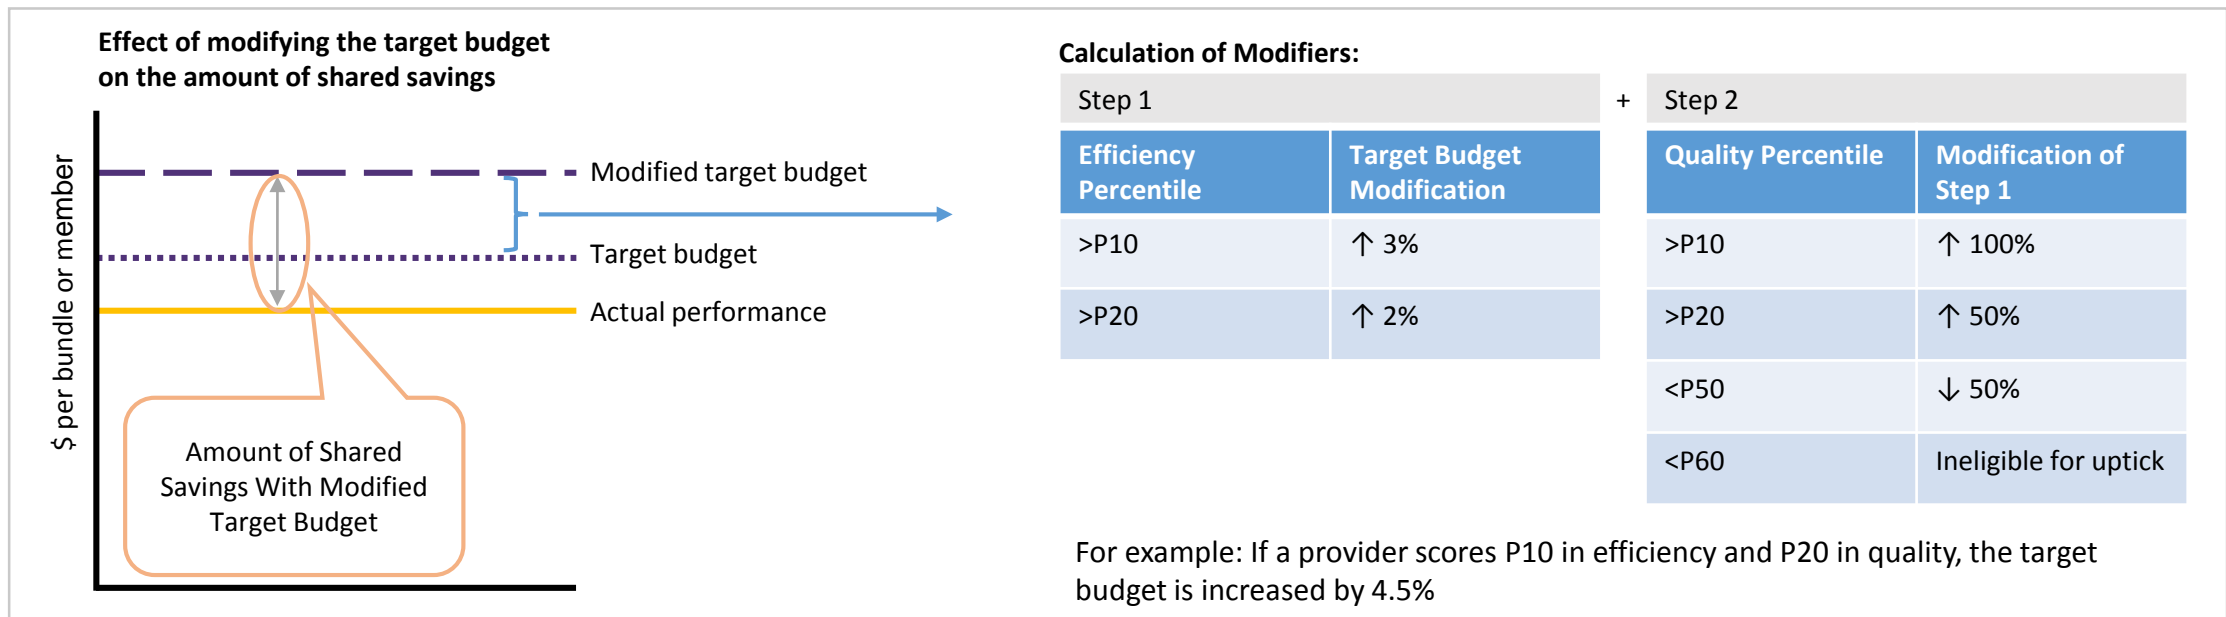 Effect of modifying the target budget
on the amount of shared savings
$ per bundle or member
Modified target budget
Target budget
Actual performance
Amount of Shared
Savings With Modified
Target Budget
Calculation of Modifiers:
Step 1
+
Step 2
Efficiency
Percentile
Target Budget
Modification
>P10
↑ 3%
>P20
↑ 2%
Quality Percentile
Modification of
Step 1
>P10
↑ 100%
>P20
↑ 50%
<P50
↓ 50%
<P60
Ineligible for uptick
For example: If a provider scores P10 in efficiency and P20 in quality, the target
budget is increased by 4.5%